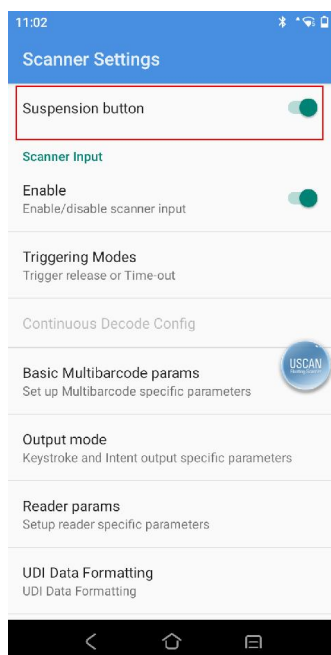 11:02
Scanner Settings
Suspension button
Scanner Input
Enable
Enable/disable scanner input
Triggering Modes
Trigger release or Time-out
Continuous Decode Config
USCAN
Basic Multibarcode params
Set up Multibarcode specific parameters
Output mode
Keystroke and Intent output specific parameters
Reader params
Setup reader specific parameters
UDI Data Formatting
UDI Data Formatting